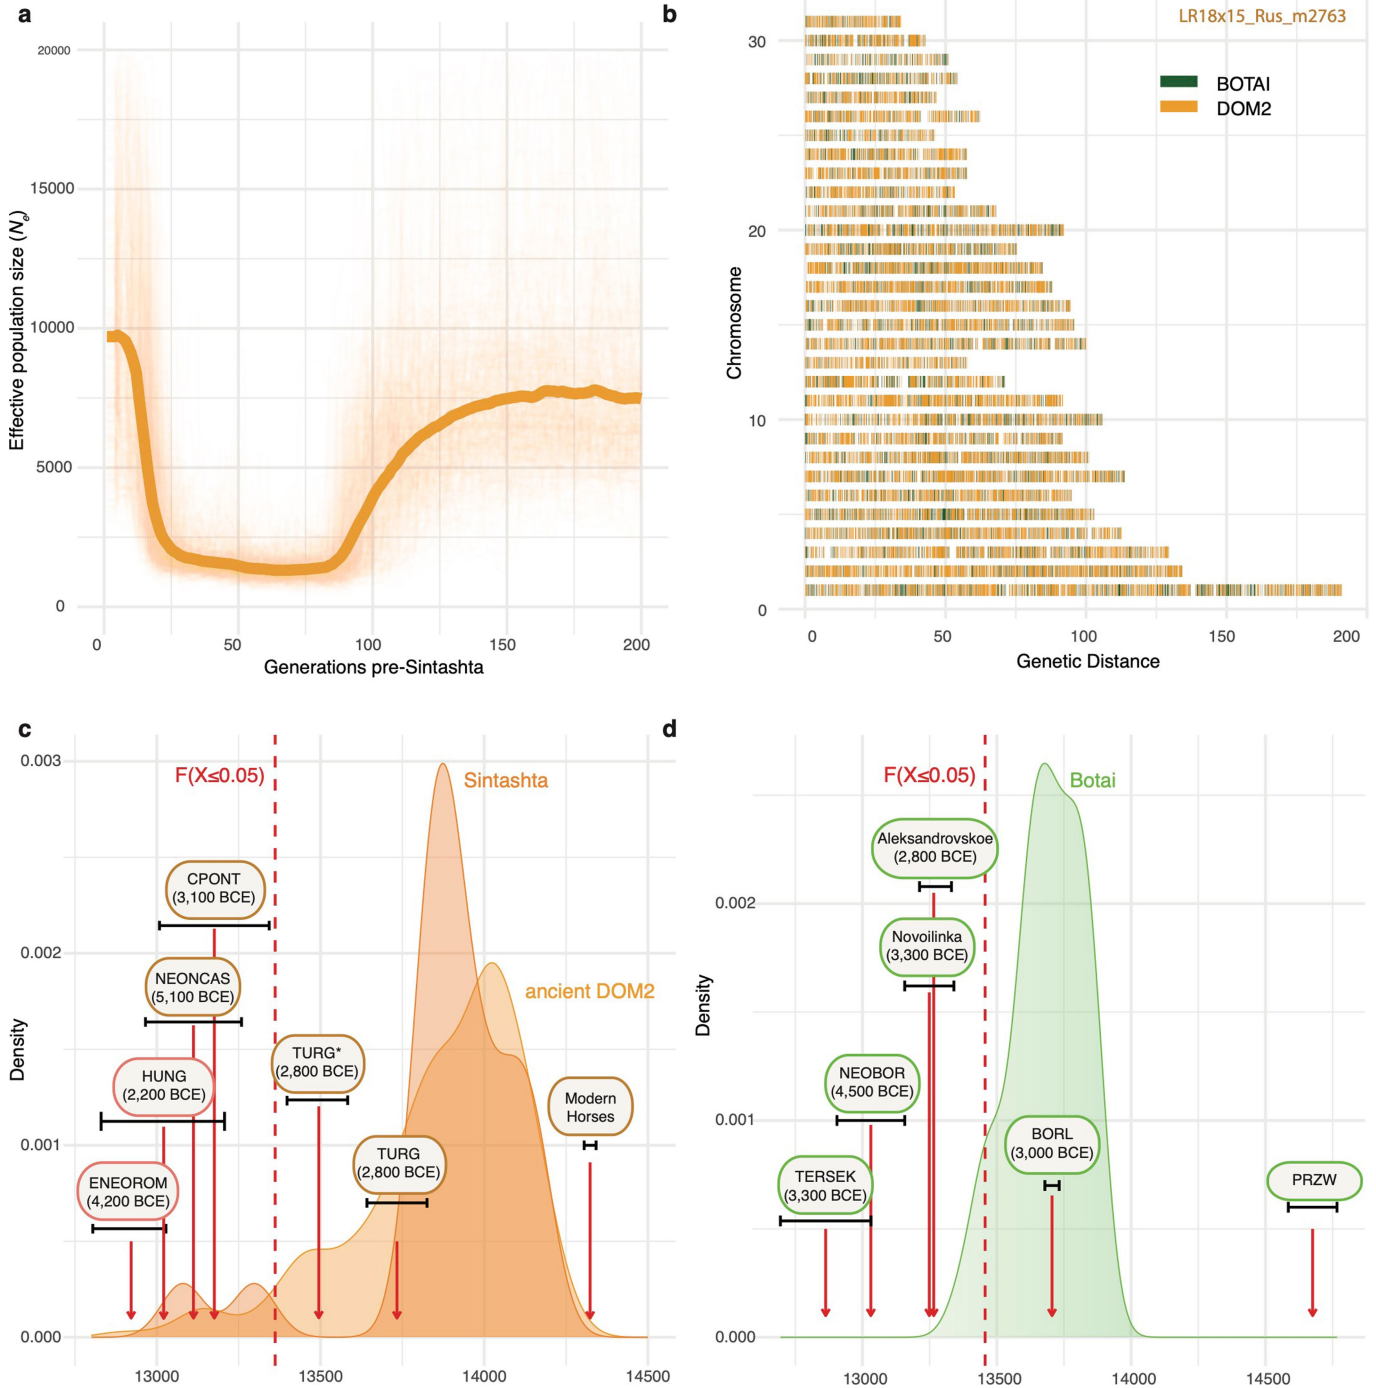 a
20000
15000
10000
5000
0
Effective population size (Ne)
0
50
100
150
200
Generations pre-Sintashta
b
LR18x15_Rus_m2763
BOTAI
DOM2
30
20
10
0
Chromosome
0
50
100
150
200
Genetic Distance
c
0.003
0.002
0.001
0.000
Density
F(X≤0.05)
Sintashta
ancient DOM2
CPONT
(3,100 BCE)
NEONCAS
(5,100 BCE)
HUNG
(2,200 BCE)
ENEOROM
(4,200 BCE)
TURG*
(2,800 BCE)
TURG
(2,800 BCE)
Modern
Horses
13000
13500
14000
14500
d
0.002
0.001
0.000
Density
F(X≤0.05)
Botai
Aleksandrovskoe
(2,800 BCE)
Novoilinka
(3,300 BCE)
NEOBOR
(4,500 BCE)
TERSEK
(3,300 BCE)
BORL
(3,000 BCE)
PRZW
13000
13500
14000
14500